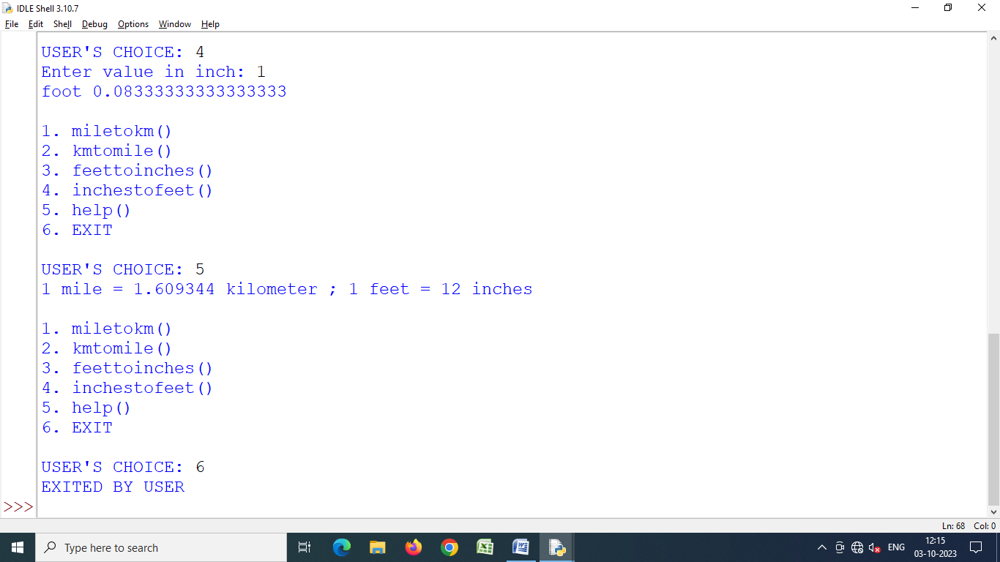 IDLE Shell 3.10.7
File Edit Shell Debug Options Window Help
USER'S CHOICE: 4
Enter value in inch: 1
foot 0.08333333333333333
1. miletokm()
2. kmtomile()
3. feettoinches()
4. inchestofeet()
5. help()
6. EXIT
USER'S CHOICE: 5
1 mile = 1.609344 kilometer ; 1 feet = 12 inches
1. miletokm()
2. kmtomile()
3. feettoinches()
4. inchestofeet()
5. help()
6. EXIT
USER'S CHOICE: 6
EXITED BY USER
>>>
Ln: 68 Col: 0
Type here to search
ENG
12:15
03-10-2023